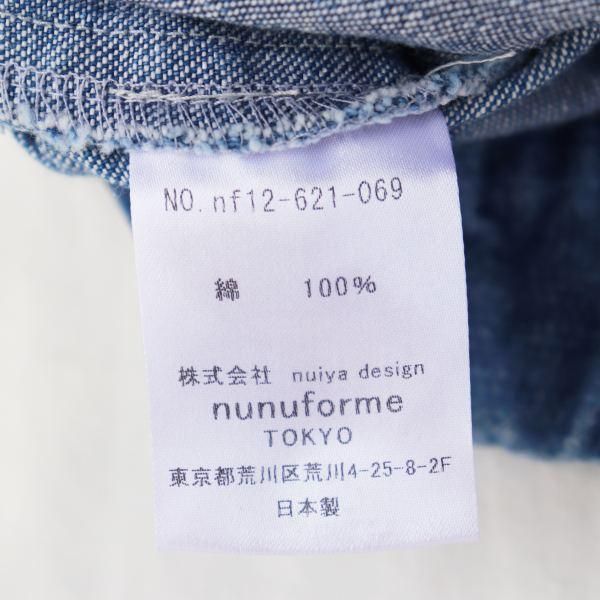 NO. nf12-621-069
綿 100%
株式会社 nuiya design
nunuforme
TOKYO
東京都荒川区荒川4-25-8-2F
日本製